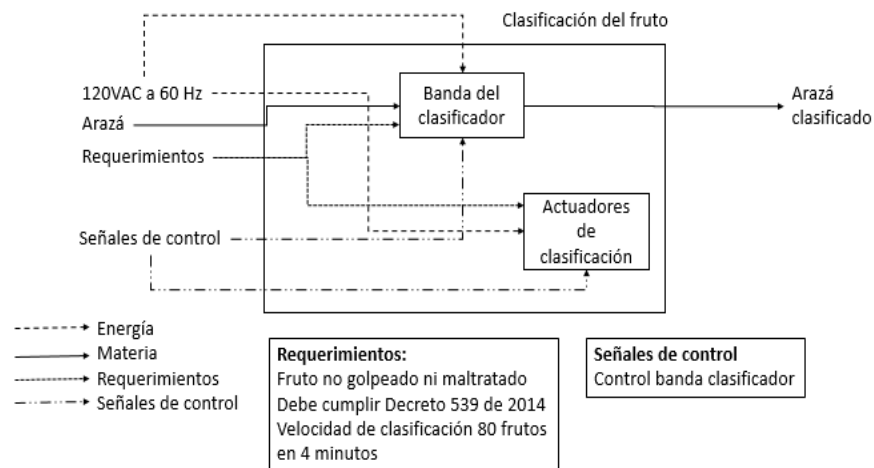 Clasificación del fruto
120VAC a 60 Hz
Arazá
Requerimientos
Señales de control
Banda del
clasificador
Actuadores
de
clasificación
Arazá
clasificado
Energía
Materia
Requerimientos
Señales de control
Requerimientos:
Fruto no golpeado ni maltratado
Debe cumplir Decreto 539 de 2014
Velocidad de clasificación 80 frutos
en 4 minutos
Señales de control
Control banda clasificador